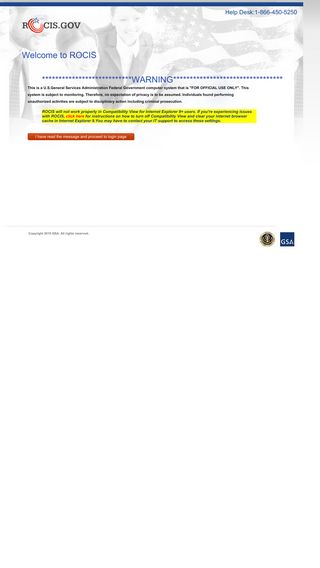 Help Desk:1-866-450-5250
ROCIS.GOV
Welcome to ROCIS
***************************WARNING*********************************
This is a U.S General Services Administration Federal Government computer system that is "FOR OFFICIAL USE ONLY". This
system is subject to monitoring. Therefore, no expectation of privacy is to be assumed. Individuals found performing
unauthorized activities are subject to disciplinary action including criminal prosecution.
ROCIS will not work properly in Compatibility View for Internet Explorer 9+ users. If you're experiencing issues
with ROCIS, click here for instructions on how to turn off Compatibility View and clear your internet browser
cache in Internet Explorer 9.You may have to contact your IT support to access these settings.
I have read the message and proceed to login page
Copyright 2015 GSA. All rights reserved.
GSA